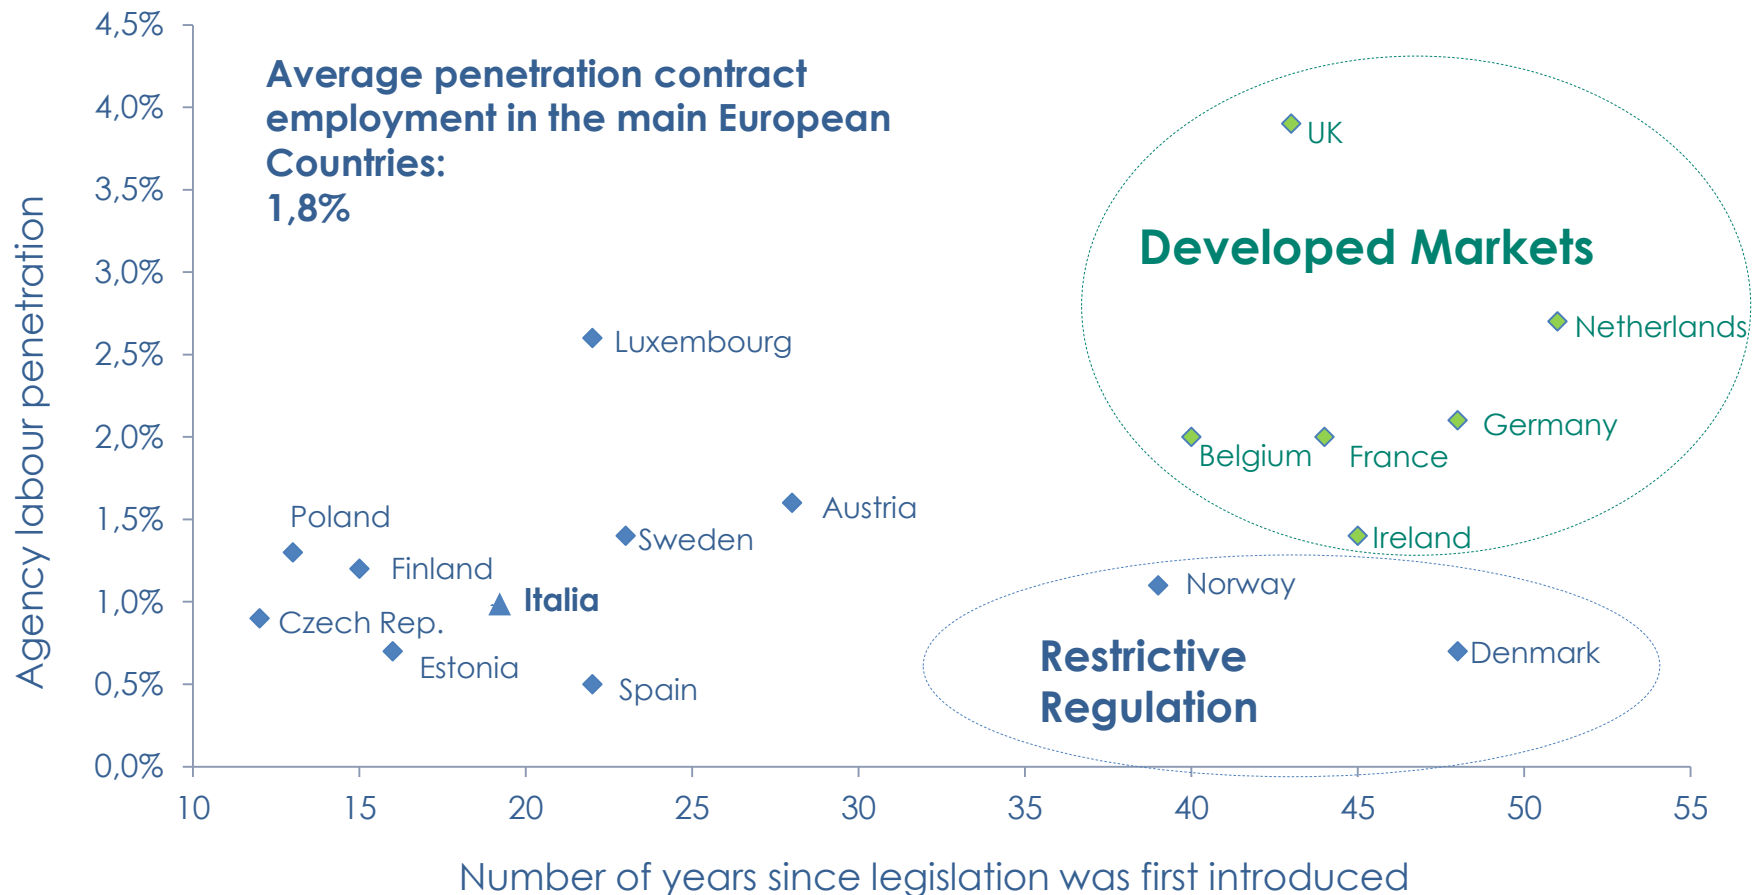 4,5%
4,0%
3,5%
3,0%
2,5%
2,0%
1,5%
1,0%
0,5%
0,0%
Agency labour penetration
Average penetration contract
employment in the main European
Countries:
1,8%
UK
Developed Markets
Netherlands
Luxembourg
Germany
Belgium
France
Austria
Poland
Sweden
Ireland
Finland
Norway
Italia
Czech Rep.
Estonia
Spain
Restrictive
Regulation
Denmark
10
15
20
25
30
35
40
45
50
55
Number of years since legislation was first introduced